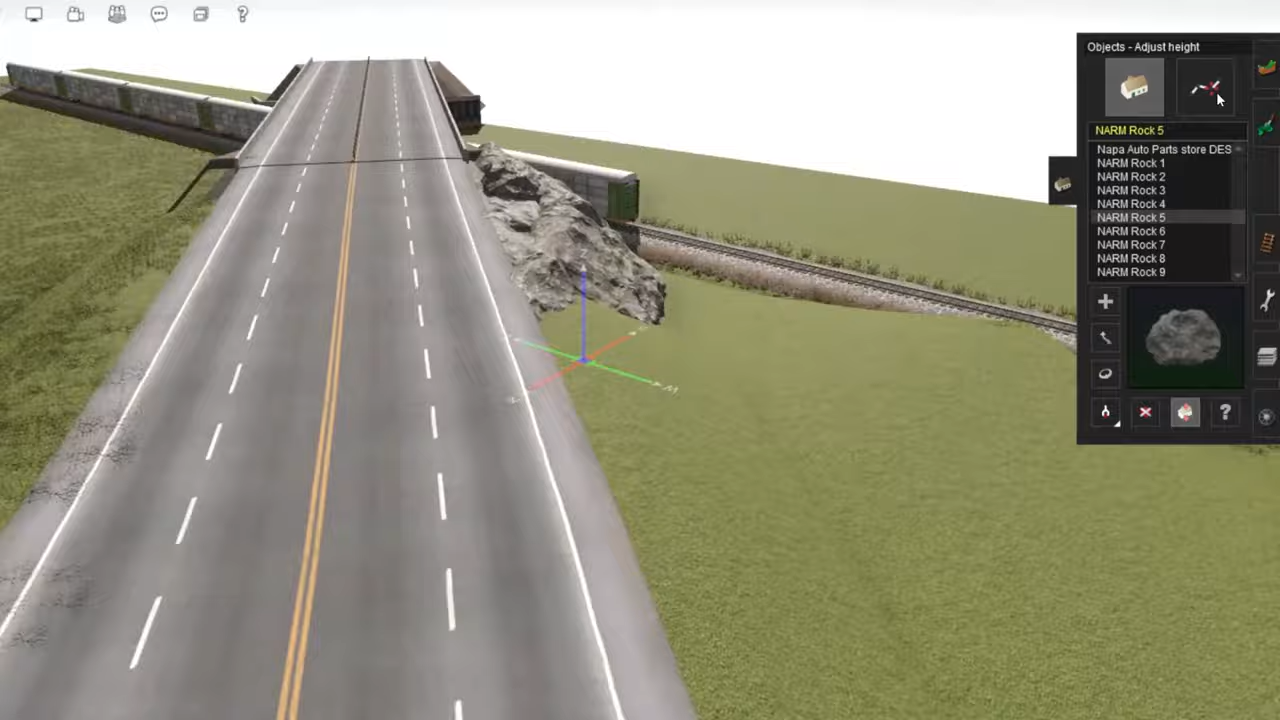 Objects - Adjust height
NARM Rock 5
Napa Auto Parts store DES
NARM Rock 1
NARM Rock 2
NARM Rock 3
NARM Rock 4
NARM Rock 5
NARM Rock 6
NARM Rock 7
NARM Rock 8
NARM Rock 9